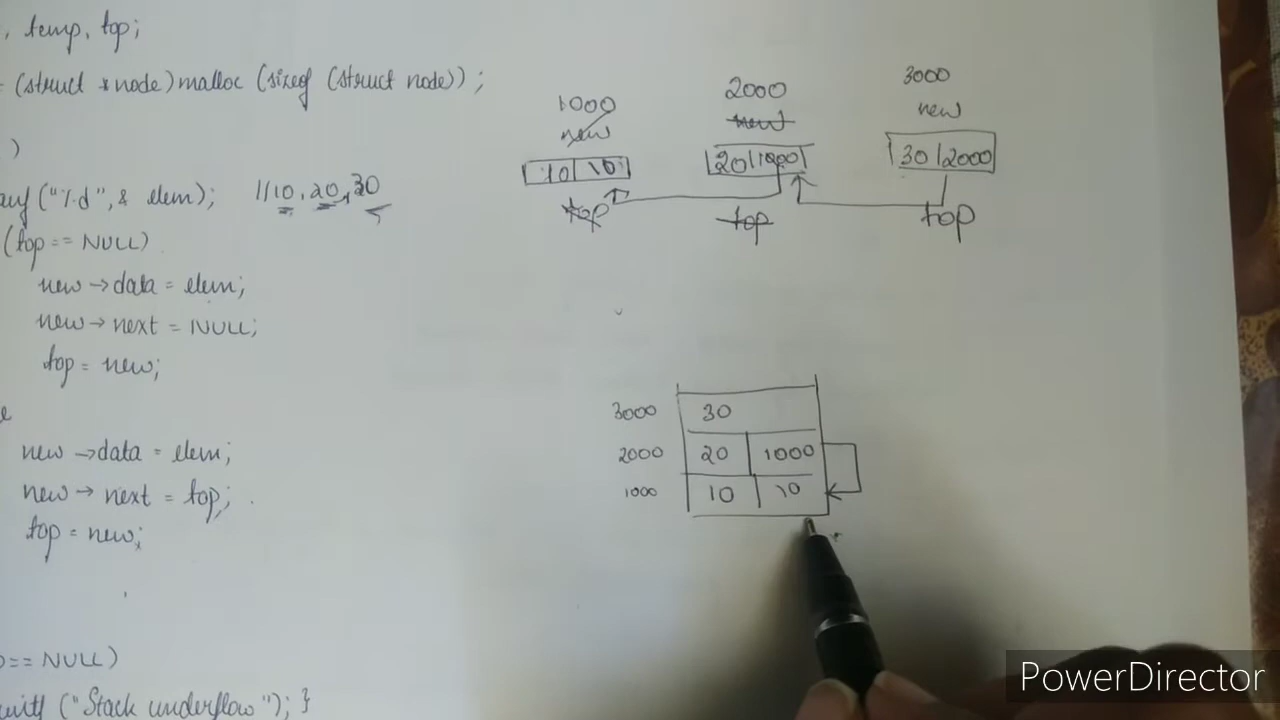 , temp, top;
= (struct *node) malloc (sizeof (struct node));
)
anf ("%d", & elem); //10, 20, 30
(top == NULL)
new → data = elem;
new → next = NULL;
top = new;
e
new → data = elem;
new → next = top;
top = new;
== NULL)
intf ("Stack underflow"); }
1000 2000 3000
new new new
10 10 20 1000 30 2000
top top top
3000 30
2000 20 1000
1000 10 10
PowerDirector